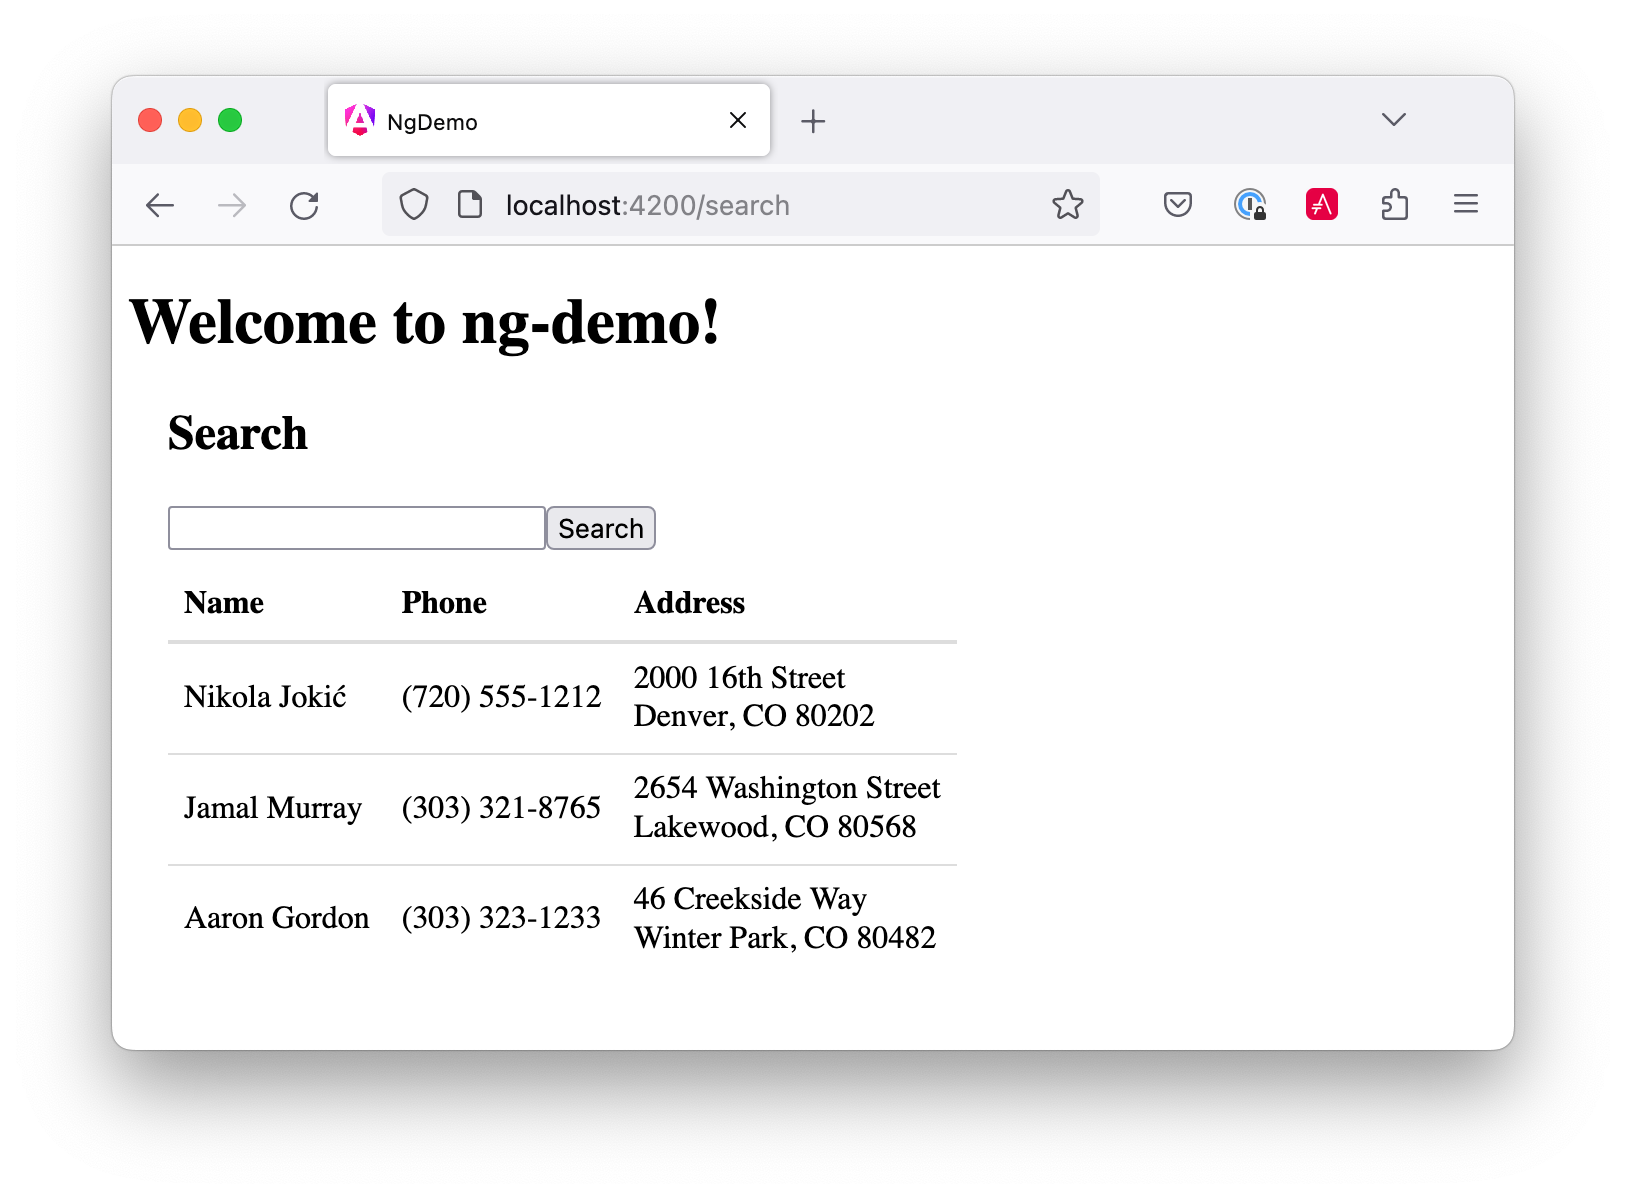 NgDemo
localhost:4200/search
Welcome to ng-demo!
Search
Search
Name Phone Address
Nikola Jokić (720) 555-1212 2000 16th Street
Denver, CO 80202
Jamal Murray (303) 321-8765 2654 Washington Street
Lakewood, CO 80568
Aaron Gordon (303) 323-1233 46 Creekside Way
Winter Park, CO 80482